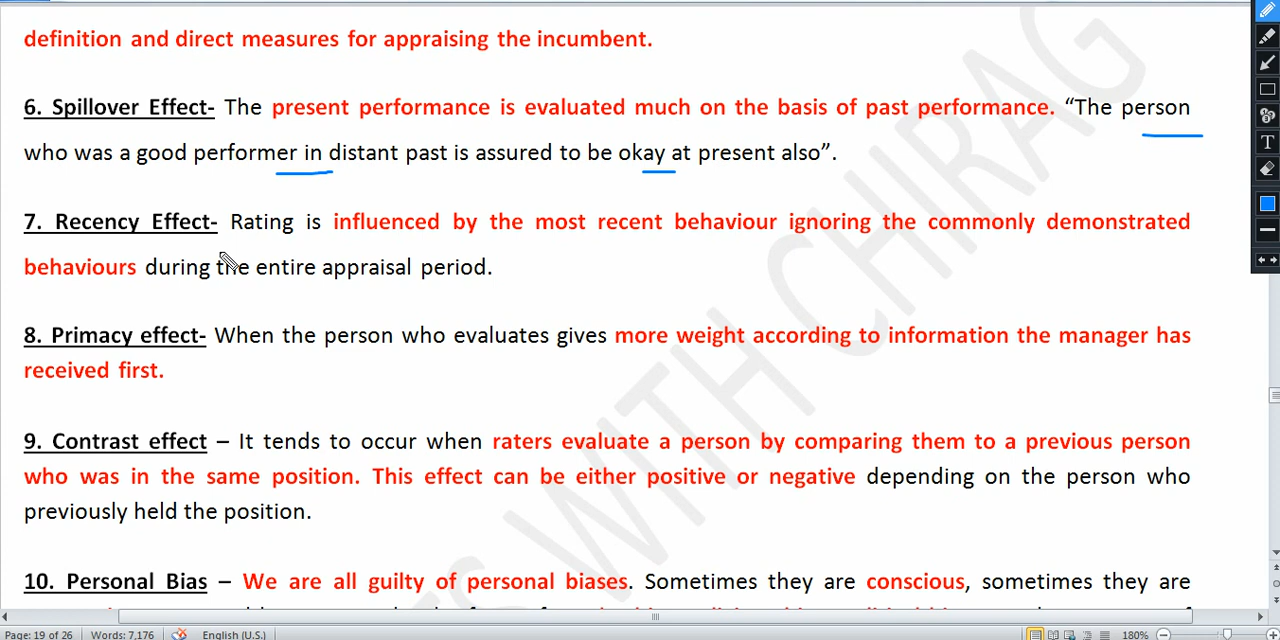 definition and direct measures for appraising the incumbent.
6. Spillover Effect- The present performance is evaluated much on the basis of past performance. “The person
who was a good performer in distant past is assured to be okay at present also”.
7. Recency Effect- Rating is influenced by the most recent behaviour ignoring the commonly demonstrated
behaviours during the entire appraisal period.
8. Primacy effect- When the person who evaluates gives more weight according to information the manager has
received first.
9. Contrast effect – It tends to occur when raters evaluate a person by comparing them to a previous person
who was in the same position. This effect can be either positive or negative depending on the person who
previously held the position.
10. Personal Bias – We are all guilty of personal biases. Sometimes they are conscious, sometimes they are
WITH CHIRAG
Page: 19 of 26 Words: 7,176 English (U.S.) 180%